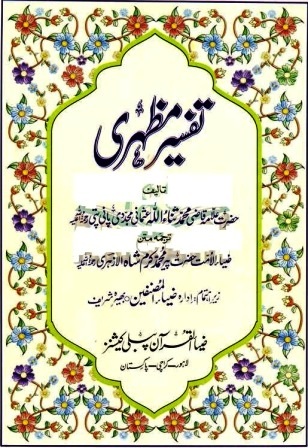 تفسیر مظہری
تالیف
حضرت علامہ قاضی محمد ثناء اللہ عثمانی مجددی پانی پتی رحمۃ اللہ علیہ
ترجمہ متن
ضیاء الامت حضرت پیر محمد کرم شاہ الازہری رحمۃ اللہ علیہ
زیر اہتمام: ادارہ ضیاء المصنفین، بھیرہ شریف
ضیاء القرآن پبلی کیشنز
لاہور، کراچی ۔ پاکستان